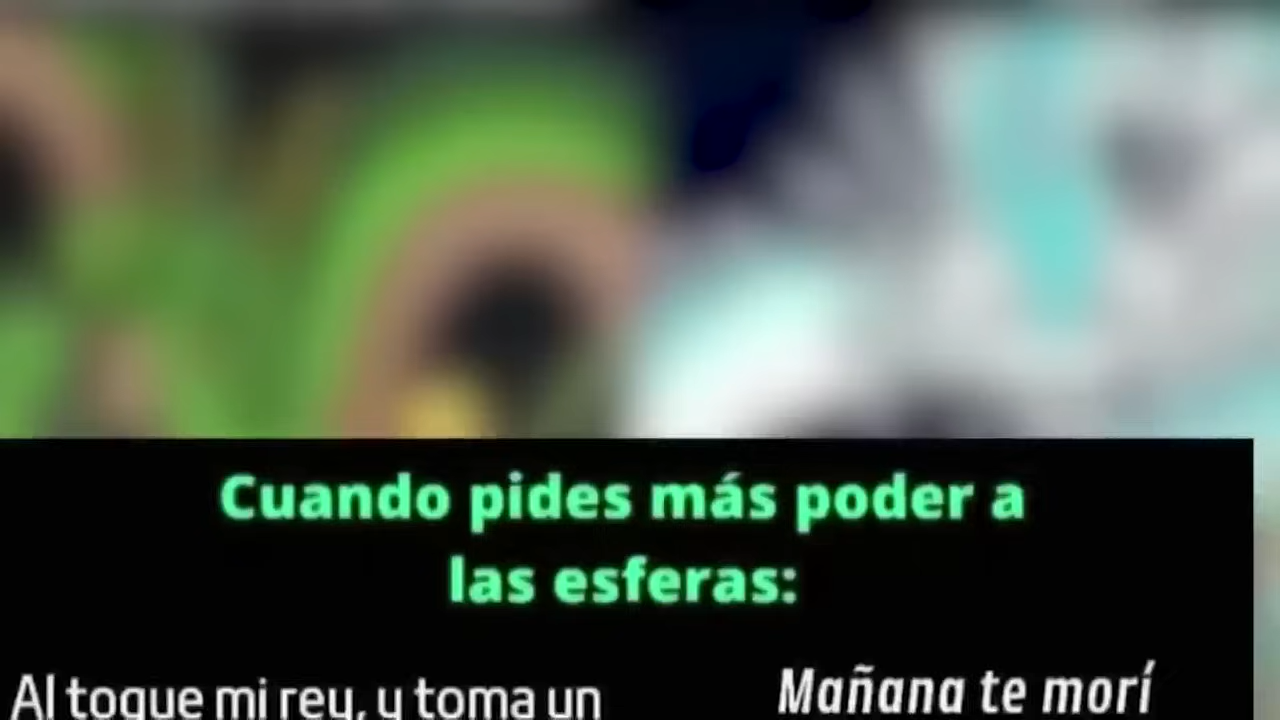 Cuando pides más poder a
las esferas:
Al toque mi rey, y toma un
Mañana te morí